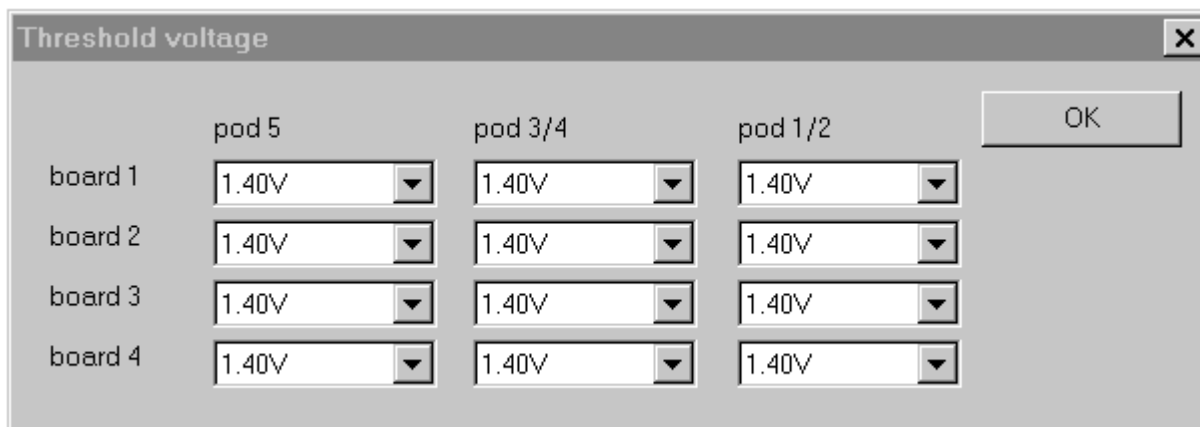 Threshold voltage
pod 5 pod 3/4 pod 1/2 OK
board 1 1.40V 1.40V 1.40V
board 2 1.40V 1.40V 1.40V
board 3 1.40V 1.40V 1.40V
board 4 1.40V 1.40V 1.40V